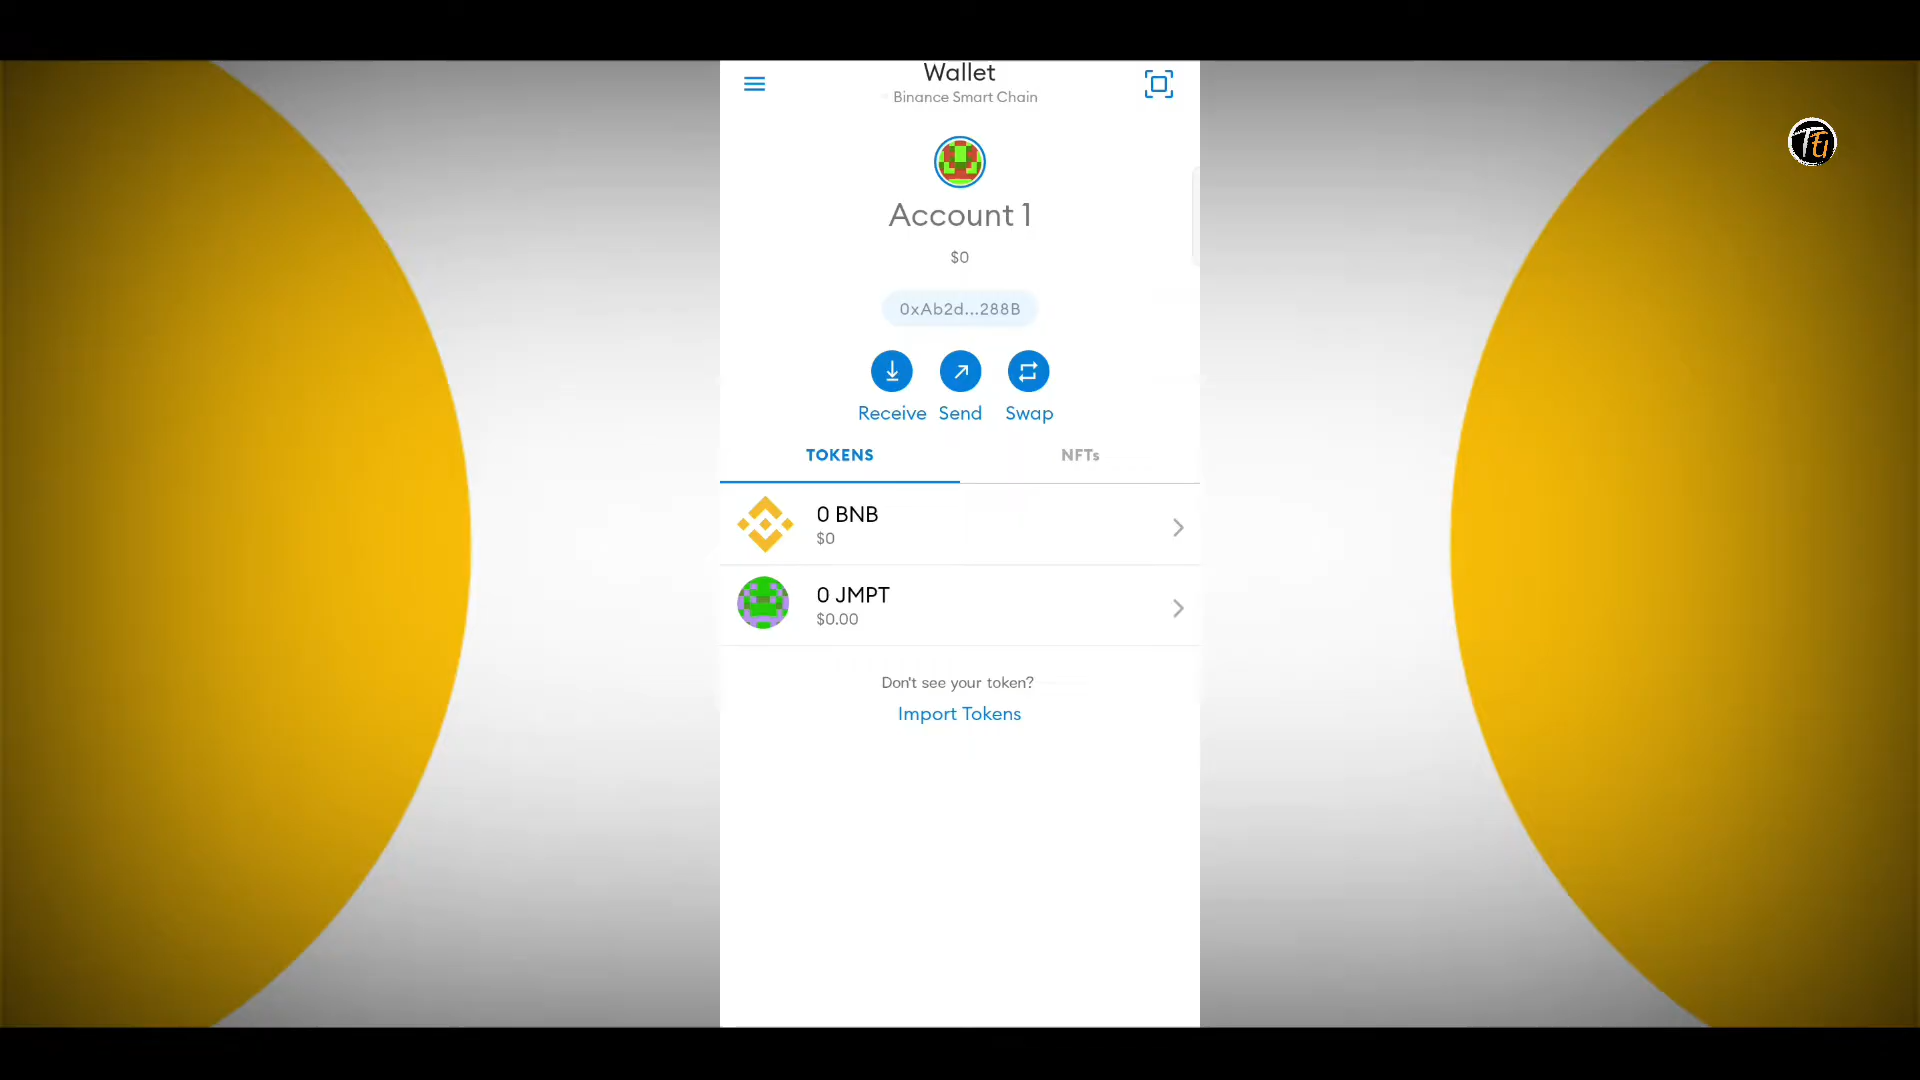 Wallet
Binance Smart Chain
Account 1
$0
0xAb2d...288B
Receive Send Swap
TOKENS NFTs
0 BNB
$0
0 JMPT
$0.00
Don't see your token?
Import Tokens